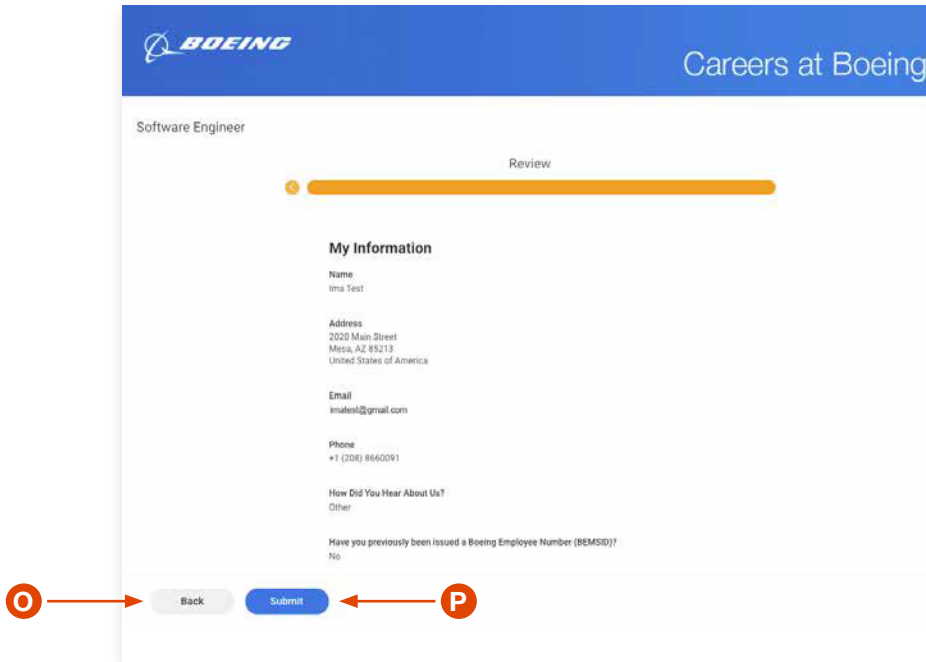 BOEING
Careers at Boeing
Software Engineer
Review
My Information
Name
Ima Test
Address
2020 Main Street
Mesa, AZ 85213
United States of America
Email
imatest@gmail.com
Phone
+1 (208) 8660091
How Did You Hear About Us?
Other
Have you previously been issued a Boeing Employee Number (BEMSID)?
No
O Back Submit P